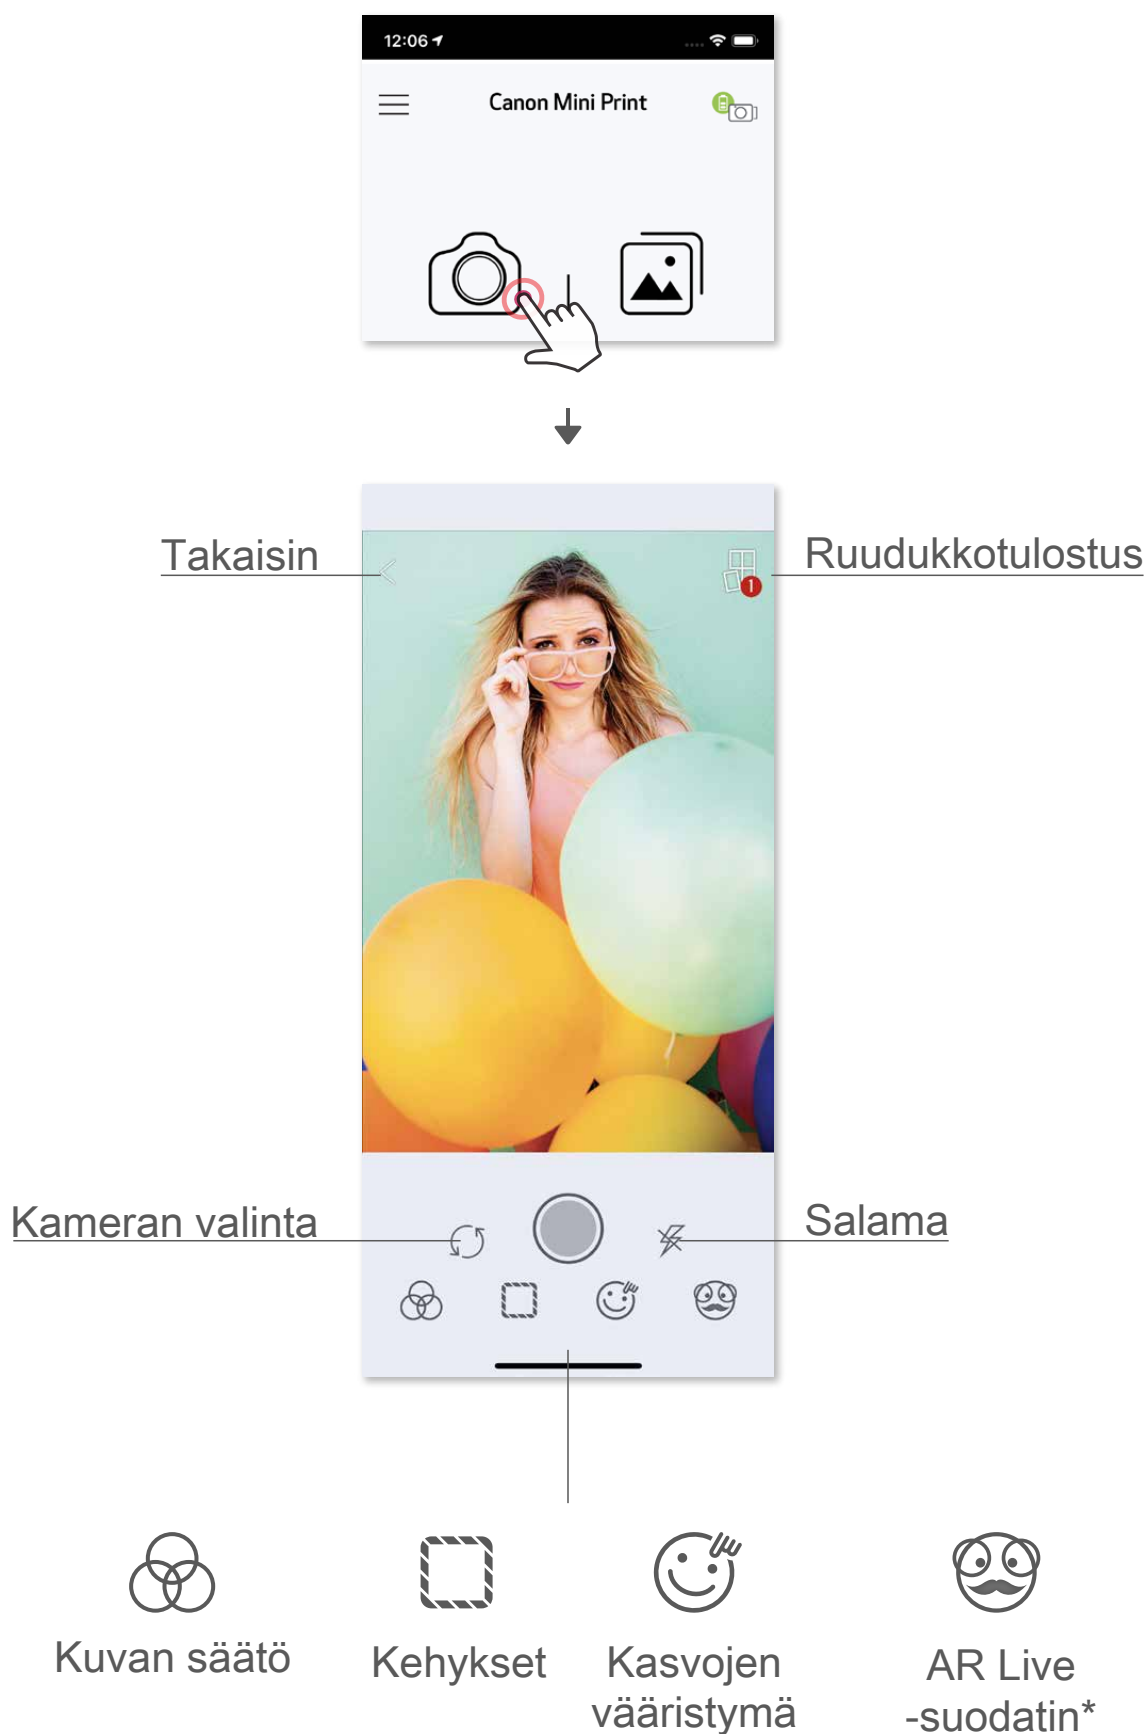 12:06
Canon Mini Print
Takaisin
Ruudukkotulostus
1
Kameran valinta
Salama
Kuvan säätö
Kehykset
Kasvojen
vääristymä
AR Live
-suodatin*